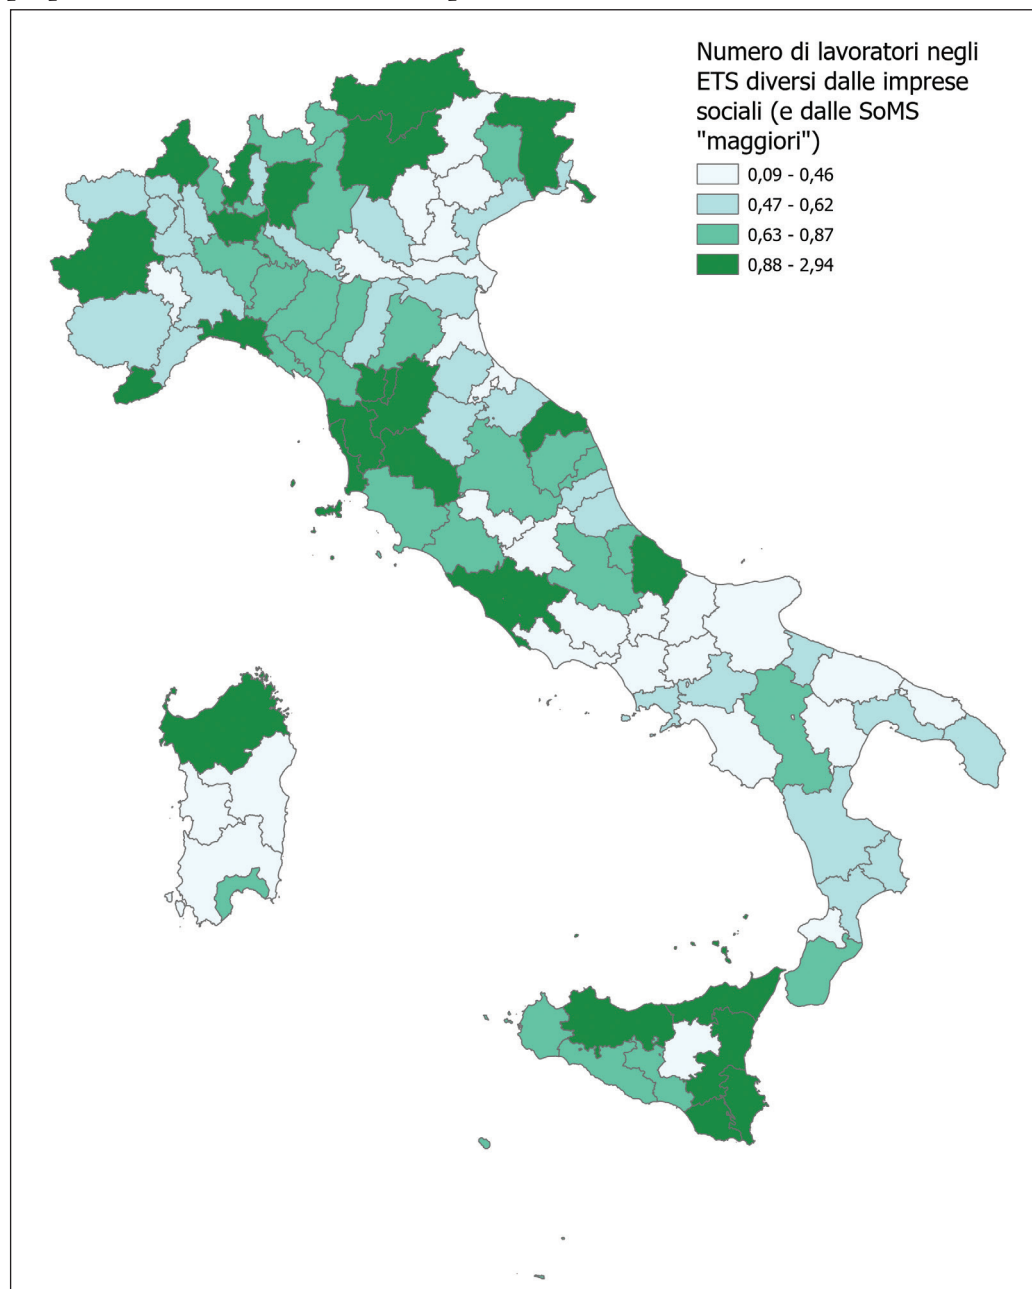 Numero di lavoratori negli
ETS diversi dalle imprese
sociali (e dalle SoMS
"maggiori")
0,09 - 0,46
0,47 - 0,62
0,63 - 0,87
0,88 - 2,94